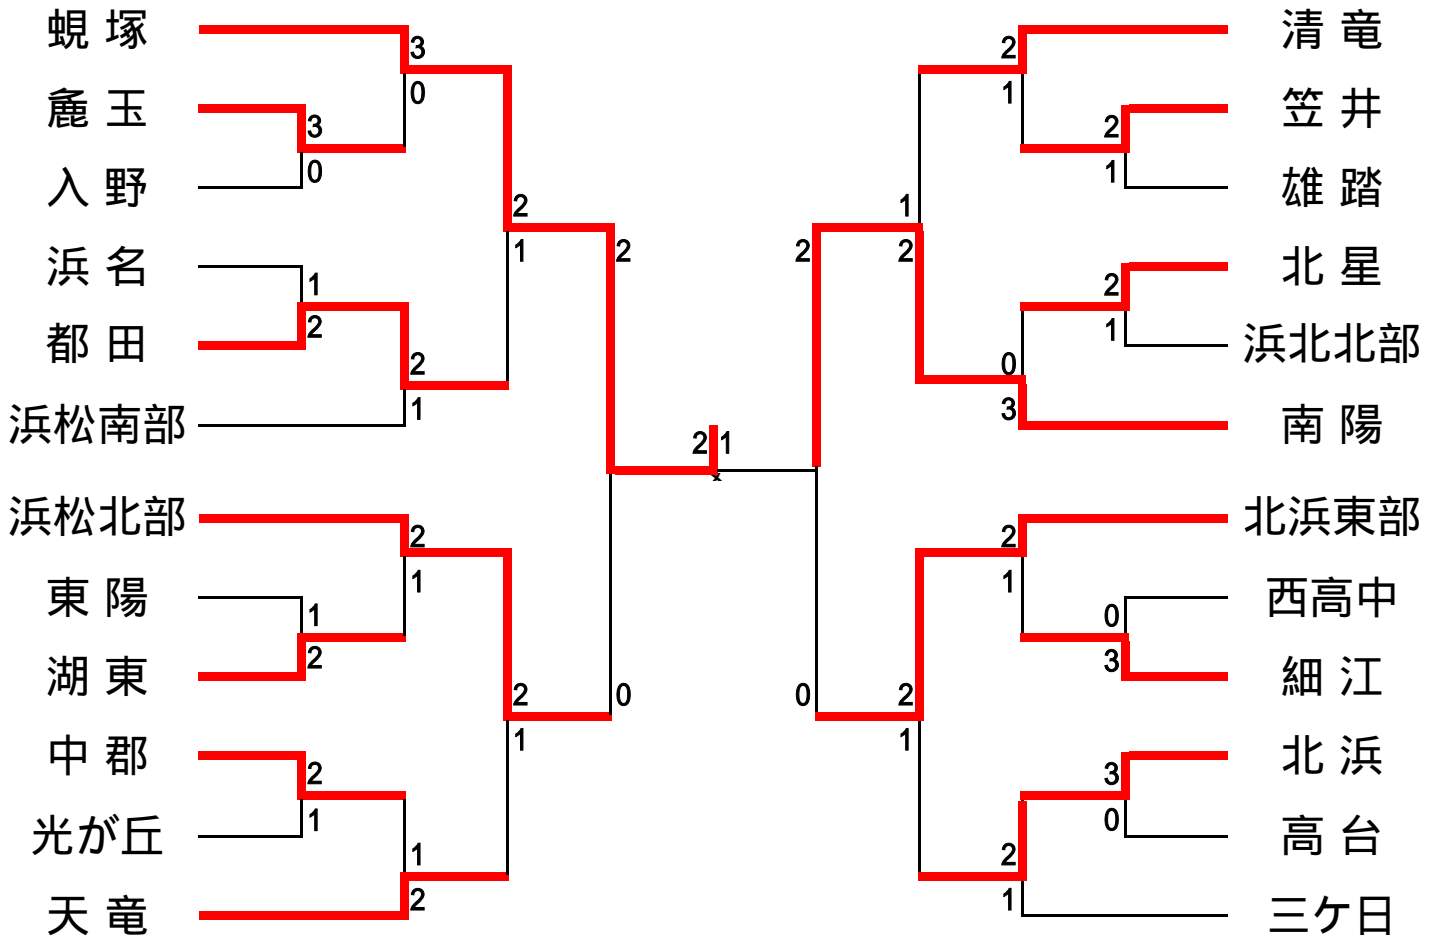 蜆塚
麁玉
入野
浜名
都田
浜松南部
浜松北部
東陽
湖東
中郡
光が丘
天竜
3
0
3
0
1
2
2
1
2
1
2
1
1
2
2
1
1
2
2
1
2
0
2 1
2
0
1
2
2
1
2
1
0
3
2
1
2
1
2
1
2
1
0
3
3
0
清竜
笠井
雄踏
北星
浜北北部
南陽
北浜東部
西高中
細江
北浜
高台
三ケ日